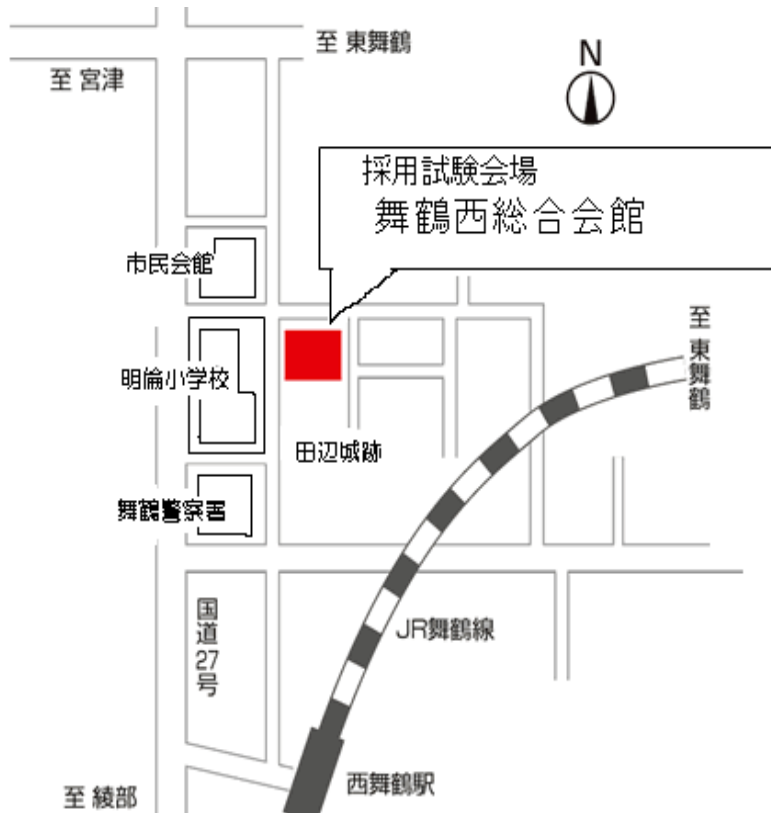 至 東舞鶴
至 宮津
N
採用試験会場
舞鶴西総合会館
市民会館
至 東舞鶴
明倫小学校
田辺城跡
舞鶴警察署
国道27号
JR舞鶴線
西舞鶴駅
至 綾部